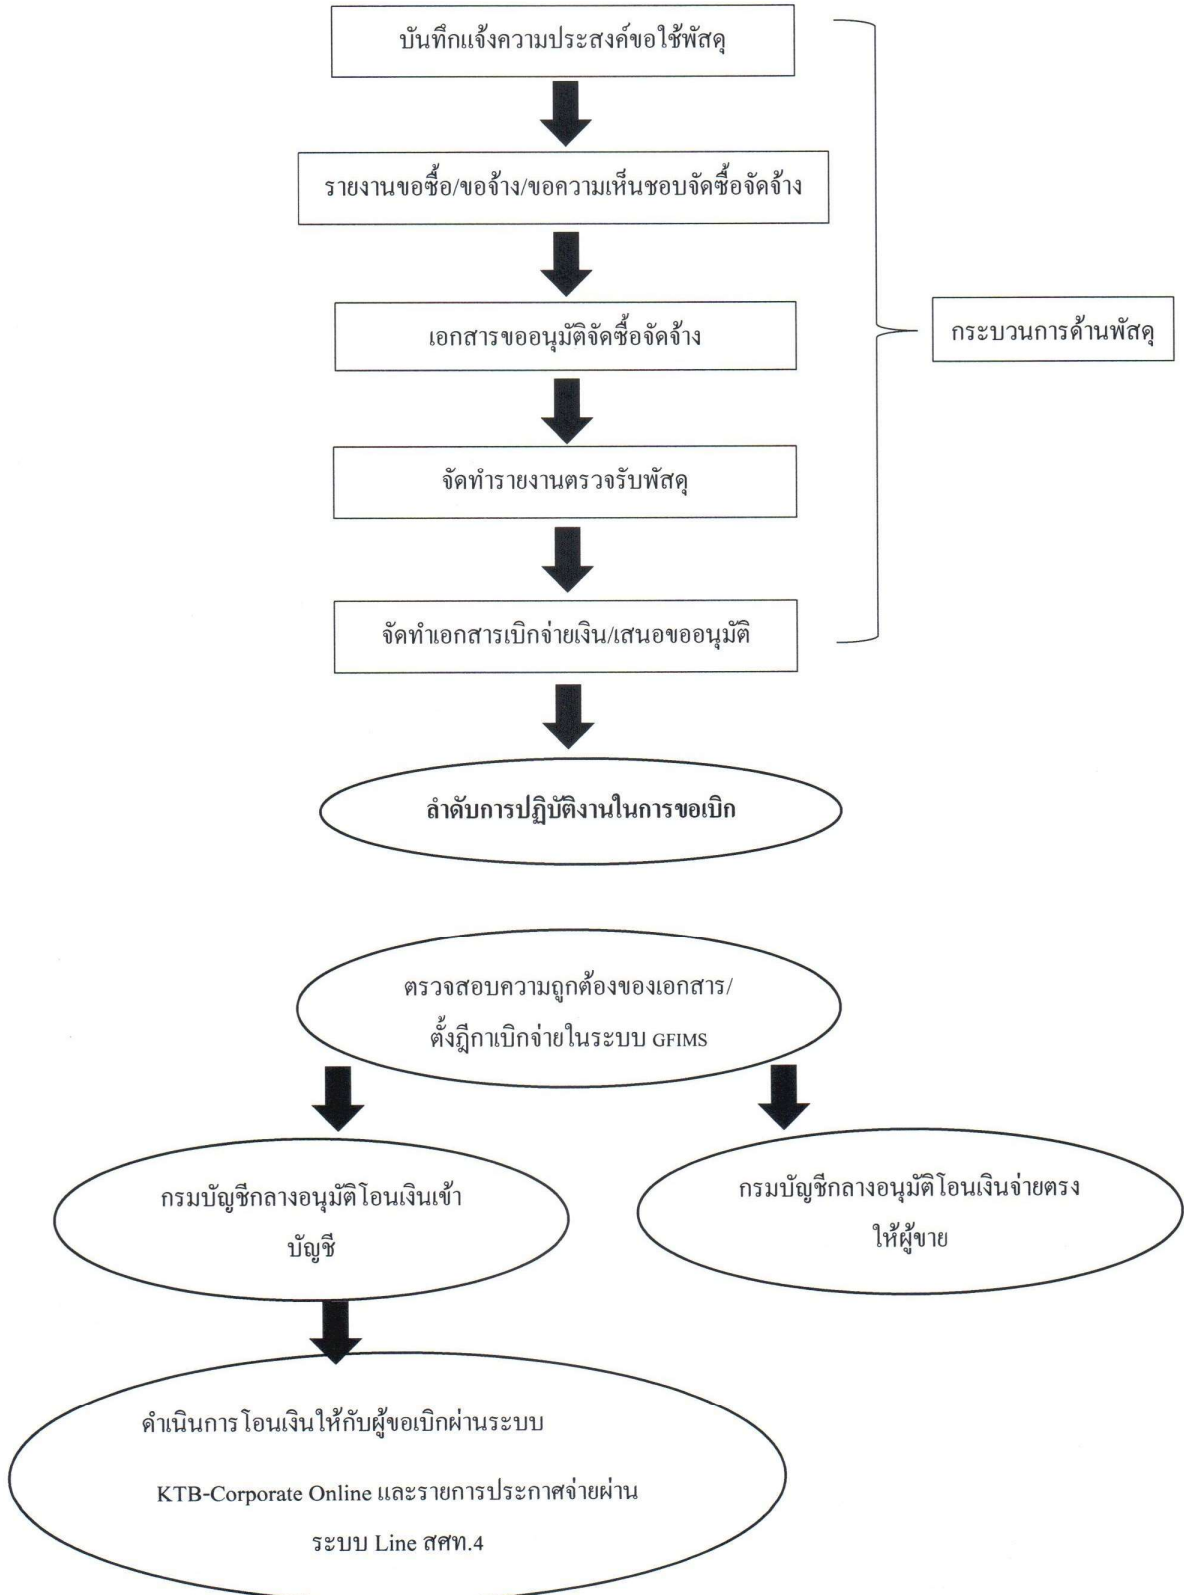 บันทึกแจ้งความประสงค์ขอใช้พัสดุ
รายงานขอซื้อ/ขอจ้าง/ขอความเห็นชอบจัดซื้อจัดจ้าง
เอกสารขออนุมัติจัดซื้อจัดจ้าง
กระบวนการด้านพัสดุ
จัดทำรายงานตรวจรับพัสดุ
จัดทำเอกสารเบิกจ่ายเงิน/เสนอขออนุมัติ
ลำดับการปฏิบัติงานในการขอเบิก
ตรวจสอบความถูกต้องของเอกสาร/
ตั้งฎีกาเบิกจ่ายในระบบ GFIMS
กรมบัญชีกลางอนุมัติโอนเงินเข้า
บัญชี
กรมบัญชีกลางอนุมัติโอนเงินจ่ายตรง
ให้ผู้ขาย
ดำเนินการโอนเงินให้กับผู้ขอเบิกผ่านระบบ
KTB-Corporate Online และรายการประกาศจ่ายผ่าน
ระบบ Line สศท.4